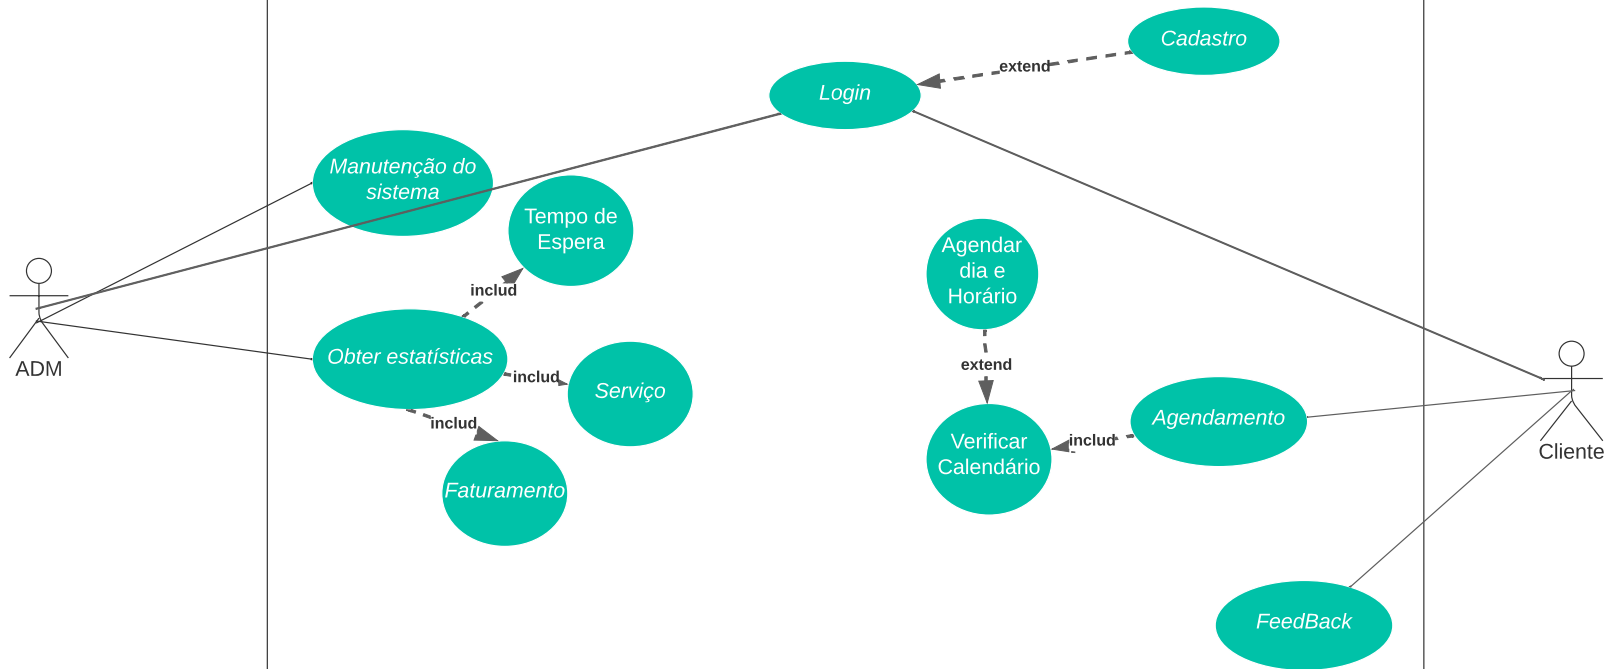 Cadastro
extend
Login
Manutenção do
sistema
Tempo de
Espera
Agendar
dia e
Horário
includ
ADM
Obter estatísticas
includ
Serviço
extend
includ
Faturamento
Verificar
Calendário
includ
Agendamento
Cliente
FeedBack